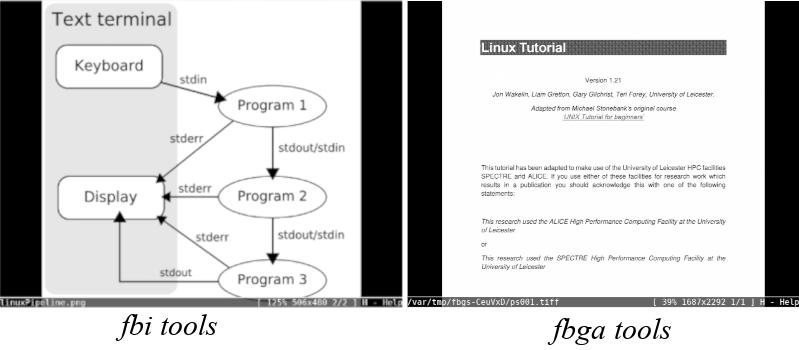 Text terminal
Keyboard
stdin
Program 1
stderr
stdout/stdin
Display
stderr
Program 2
stderr
stdout/stdin
stdout
Program 3
linuxPipeline.png [ 125% 506x480 2/2 ] H - Help
fbi tools
Linux Tutorial
Version 1.21
Jon Wakelin, Liam Gretton, Gary Gilchrist, Teri Forey, University of Leicester.
Adapted from Michael Stonebank's original course
'UNIX Tutorial for beginners'
This tutorial has been adapted to make use of the University of Leicester HPC facilities
SPECTRE and ALICE. If you use either of these facilities for research work which
results in a publication you should acknowledge this with one of the following
statements:
This research used the ALICE High Performance Computing Facility at the University
of Leicester
or
This research used the SPECTRE High Performance Computing Facility at the
University of Leicester
/var/tmp/fbgs-CeuVxD/ps001.tiff [ 39% 1687x2292 1/1 ] H - Help
fbga tools